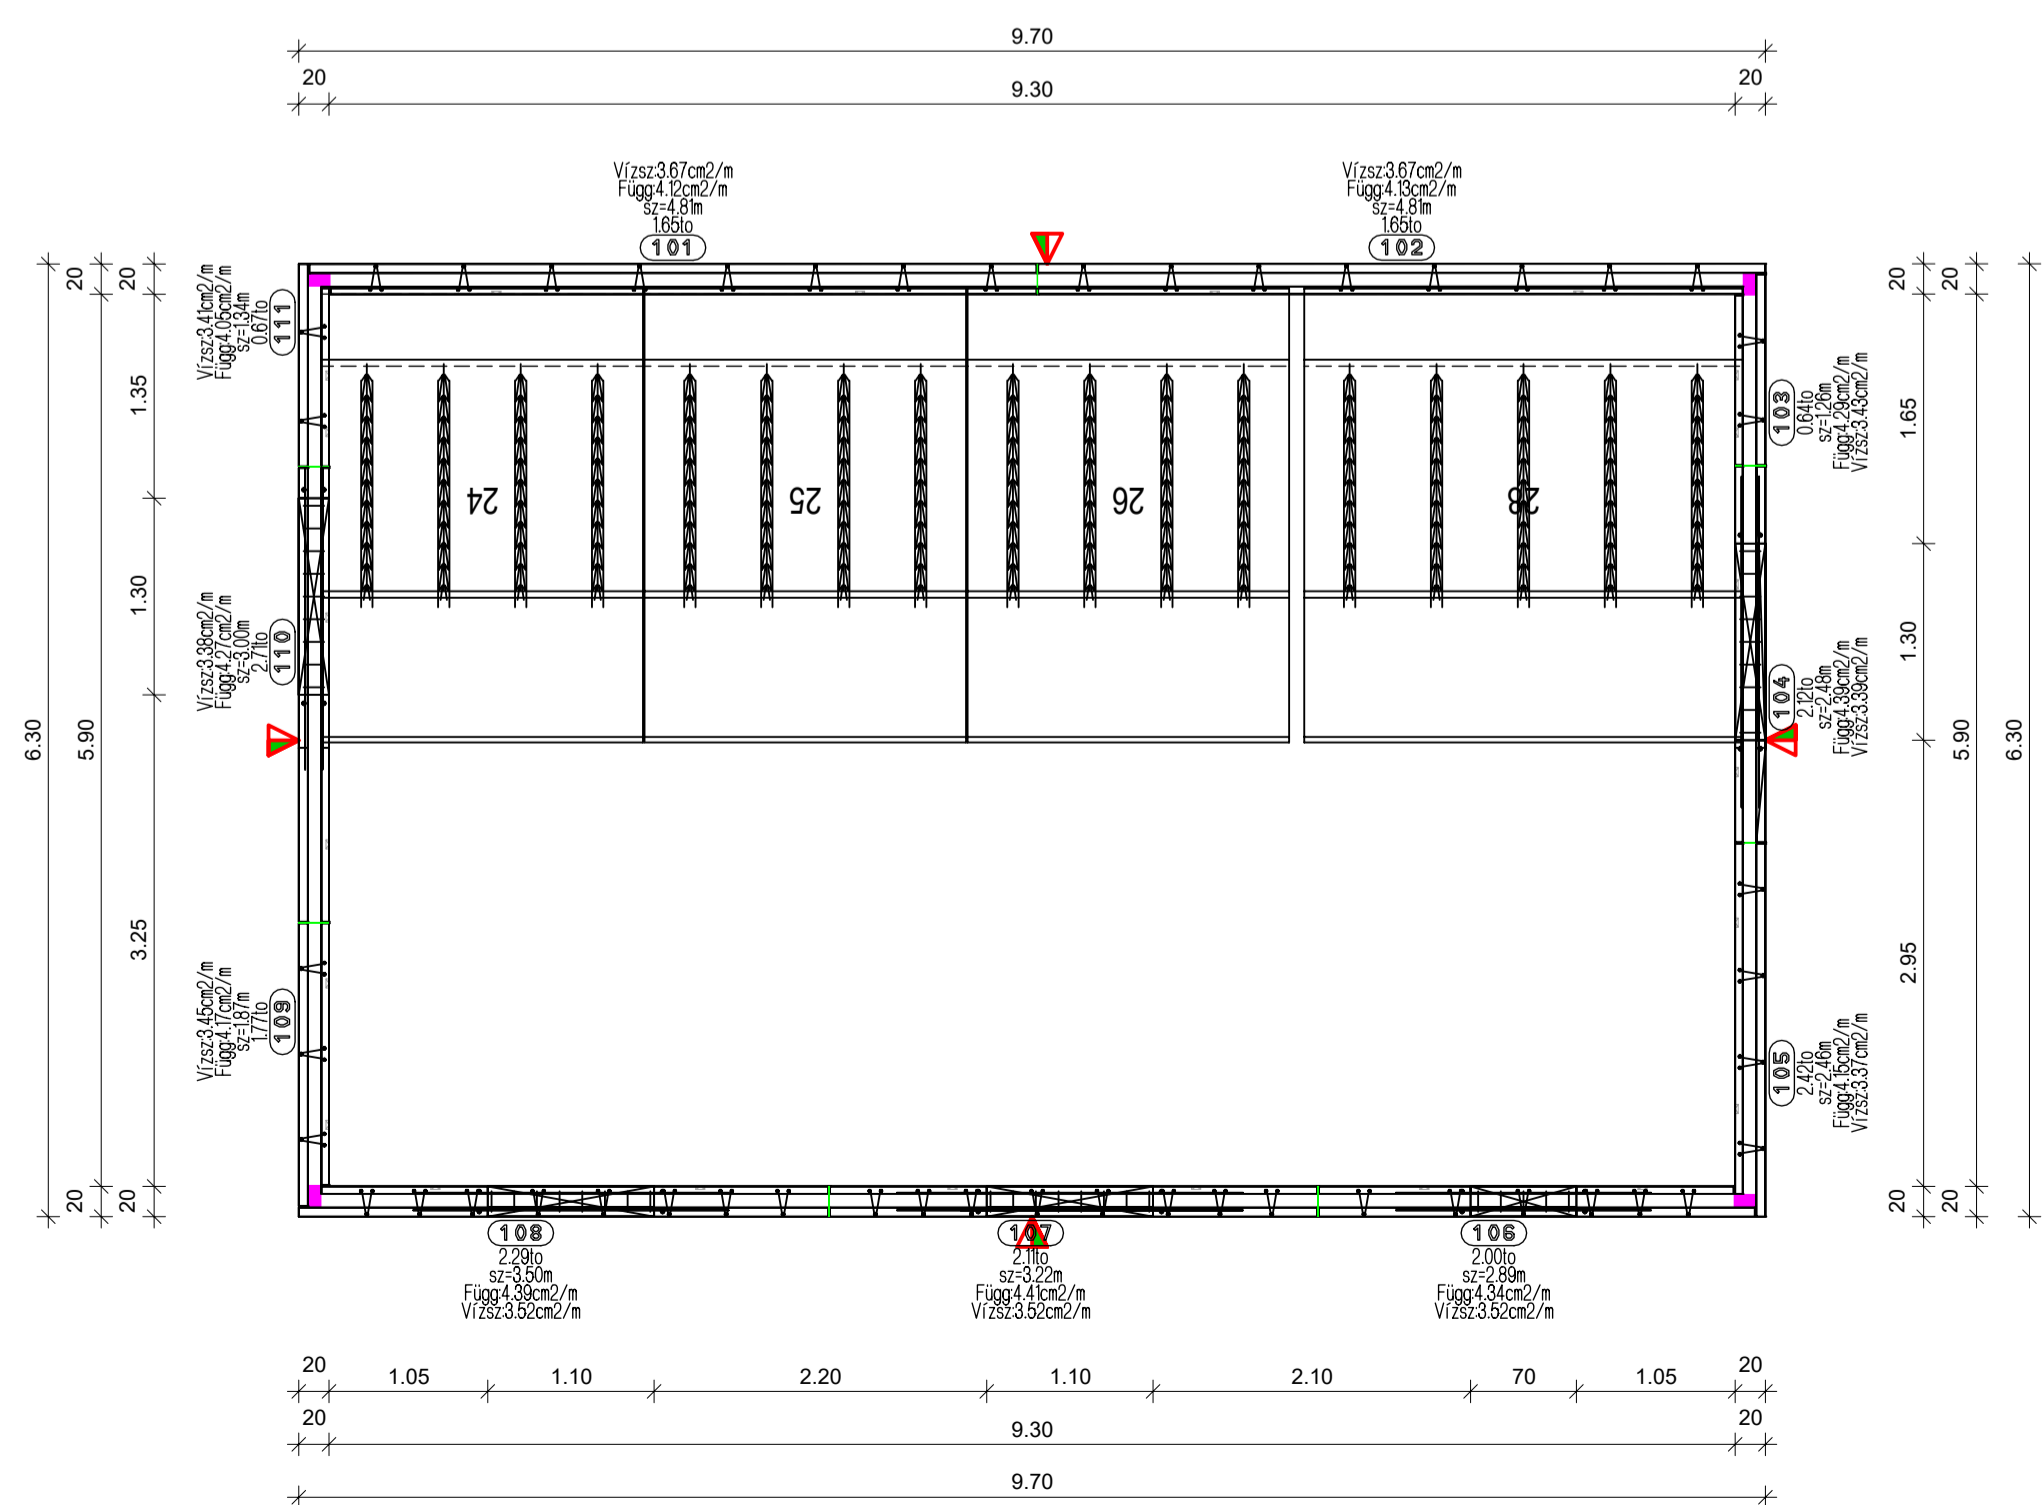 9.70
20
9.30
20
Vízsz:3.67cm2/m
Függ:4.12cm2/m
sz=4.81m
1.65to
101
Vízsz:3.67cm2/m
Függ:4.13cm2/m
sz=4.81m
1.65to
102
6.30
20
5.90
20
20
1.35
1.30
3.25
20
Vízsz:3.41cm2/m
Függ:4.05cm2/m
sz=1.34m
0.67to
111
Vízsz:3.38cm2/m
Függ:4.27cm2/m
sz=3.00m
2.71to
110
Vízsz:3.45cm2/m
Függ:4.17cm2/m
sz=1.87m
1.77to
109
24
25
26
28
103
0.64to
sz=1.26m
Függ:4.29cm2/m
Vízsz:3.43cm2/m
104
2.12to
sz=2.48m
Függ:4.39cm2/m
Vízsz:3.39cm2/m
105
2.42to
sz=2.46m
Függ:4.15cm2/m
Vízsz:3.37cm2/m
20
1.65
1.30
2.95
20
20
5.90
20
6.30
108
2.29to
sz=3.50m
Függ:4.39cm2/m
Vízsz:3.52cm2/m
107
2.11to
sz=3.22m
Függ:4.41cm2/m
Vízsz:3.52cm2/m
106
2.00to
sz=2.89m
Függ:4.34cm2/m
Vízsz:3.52cm2/m
20
1.05
1.10
2.20
1.10
2.10
70
1.05
20
20
9.30
20
9.70